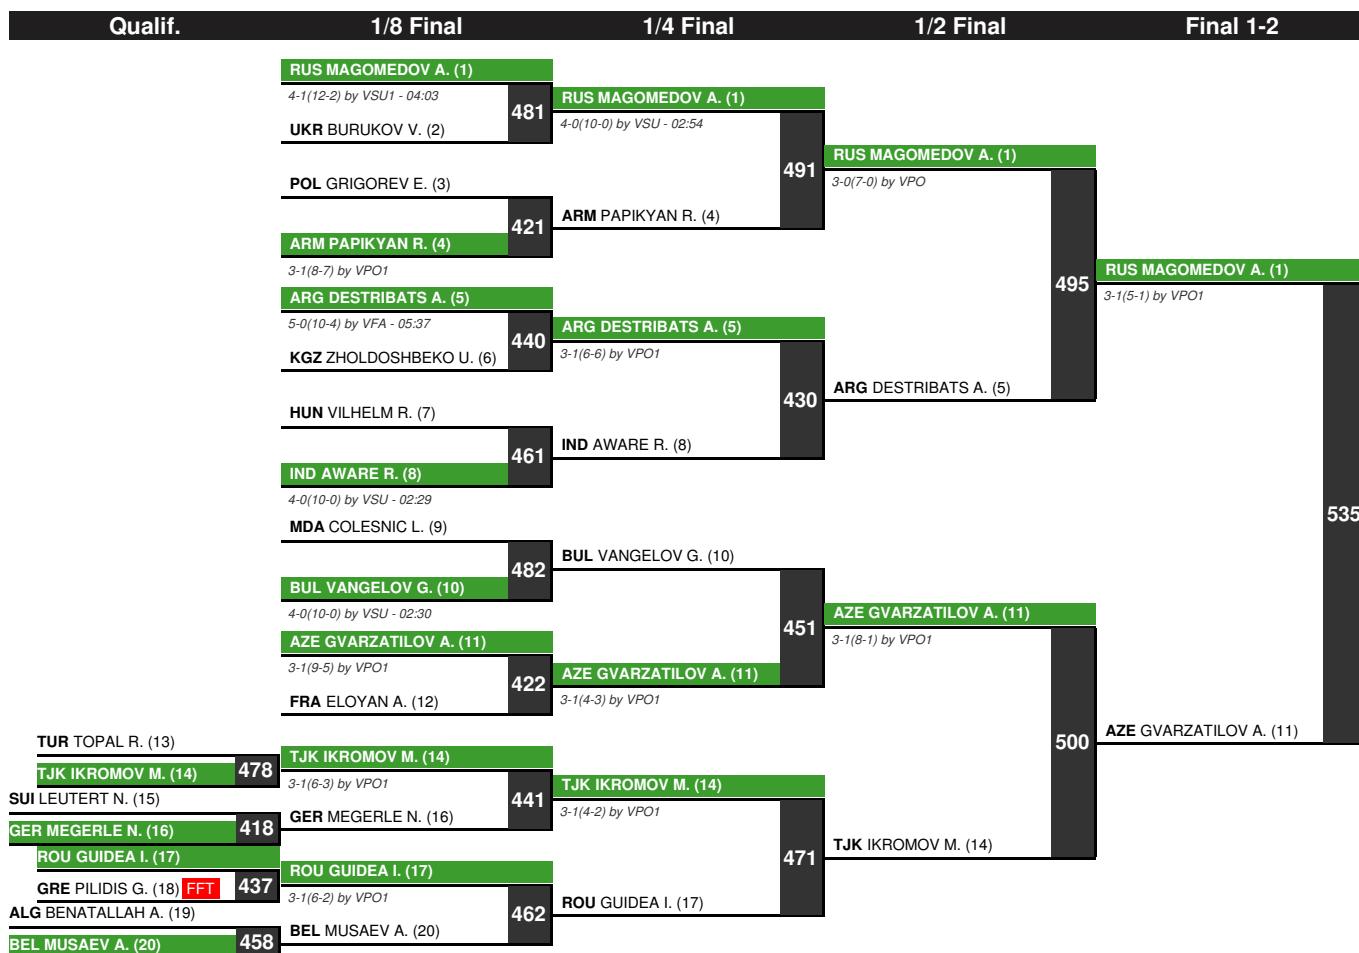 Qualif. 1/8 Final 1/4 Final 1/2 Final Final 1-2
RUS MAGOMEDOV A. (1)
4-1(12-2) by VSU1 - 04:03
481
UKR BURUKOV V. (2)
POL GRIGOREV E. (3)
421
ARM PAPIKYAN R. (4)
3-1(8-7) by VPO1
ARG DESTRIBATS A. (5)
5-0(10-4) by VFA - 05:37
440
KGZ ZHOLDOSHBEKO U. (6)
HUN VILHELM R. (7)
461
IND AWARE R. (8)
4-0(10-0) by VSU - 02:29
MDA COLESNIC L. (9)
482
BUL VANGELOV G. (10)
4-0(10-0) by VSU - 02:30
AZE GVARZATILOV A. (11)
3-1(9-5) by VPO1
422
FRA ELOYAN A. (12)
TUR TOPAL R. (13)
478
TJK IKROMOV M. (14)
SUI LEUTERT N. (15)
418
GER MEGERLE N. (16)
ROU GUIDEA I. (17)
437
GRE PILIDIS G. (18) FFT
ALG BENATALLAH A. (19)
458
BEL MUSAEV A. (20)
TJK IKROMOV M. (14)
3-1(6-3) by VPO1
441
GER MEGERLE N. (16)
ROU GUIDEA I. (17)
3-1(6-2) by VPO1
462
BEL MUSAEV A. (20)
RUS MAGOMEDOV A. (1)
4-0(10-0) by VSU - 02:54
491
ARM PAPIKYAN R. (4)
ARG DESTRIBATS A. (5)
3-1(6-6) by VPO1
430
IND AWARE R. (8)
BUL VANGELOV G. (10)
451
AZE GVARZATILOV A. (11)
3-1(4-3) by VPO1
TJK IKROMOV M. (14)
3-1(4-2) by VPO1
471
ROU GUIDEA I. (17)
RUS MAGOMEDOV A. (1)
3-0(7-0) by VPO
495
ARG DESTRIBATS A. (5)
AZE GVARZATILOV A. (11)
3-1(8-1) by VPO1
500
TJK IKROMOV M. (14)
RUS MAGOMEDOV A. (1)
3-1(5-1) by VPO1
535
AZE GVARZATILOV A. (11)